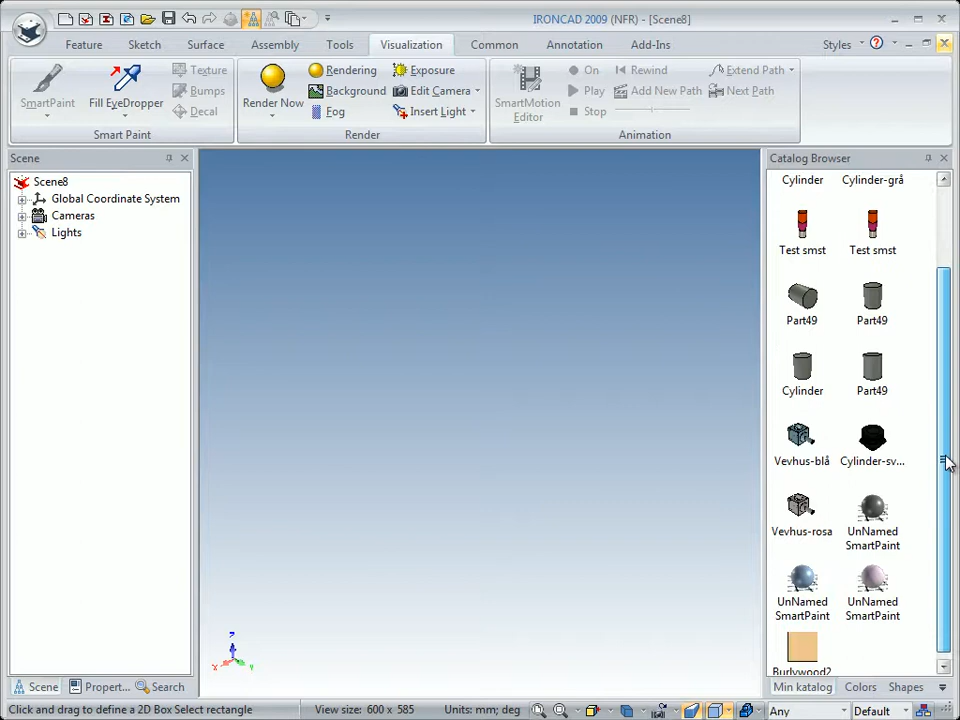 IRONCAD 2009 (NFR) - [Scene8]
Feature Sketch Surface Assembly Tools Visualization Common Annotation Add-Ins Styles
SmartPaint
Fill EyeDropper
Texture
Bumps
Decal
Smart Paint
Render Now
Rendering
Background
Fog
Exposure
Edit Camera
Insert Light
Render
SmartMotion
Editor
On
Play
Stop
Rewind
Add New Path
Extend Path
Next Path
Animation
Scene
Scene8
Global Coordinate System
Cameras
Lights
Z
X
Y
Catalog Browser
Cylinder Cylinder-grå
Test smst Test smst
Part49 Part49
Cylinder Part49
Vevhus-blå Cylinder-sv...
Vevhus-rosa UnNamed
SmartPaint
UnNamed UnNamed
SmartPaint SmartPaint
Burlywood2
Scene Propert... Search
Min katalog Colors Shapes
Click and drag to define a 2D Box Select rectangle View size: 600 x 585 Units: mm; deg Any Default